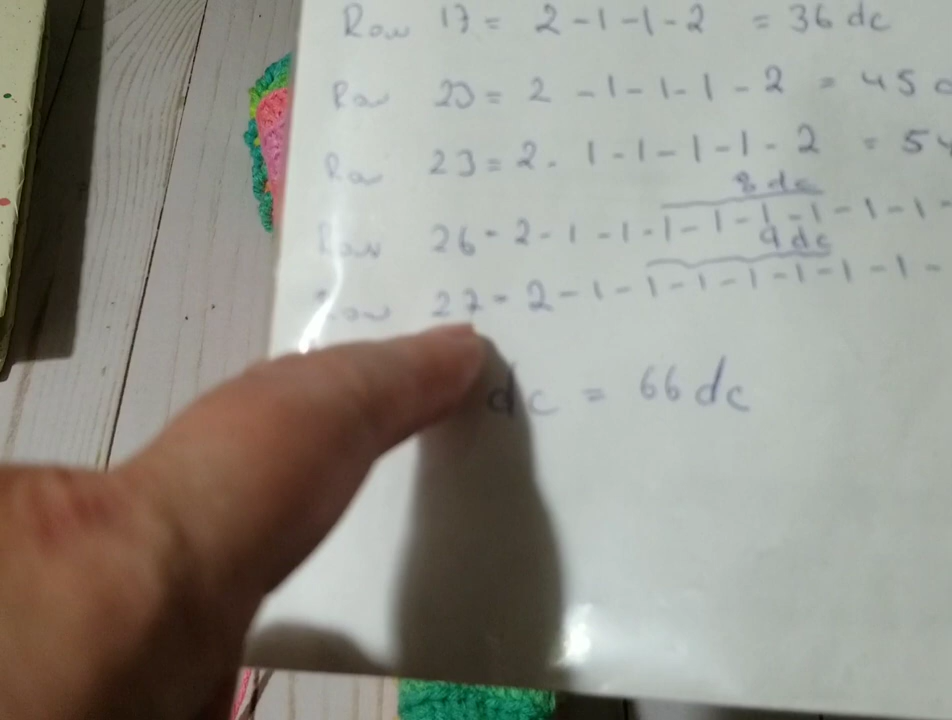 Row 17 = 2 - 1 - 1 - 2 = 36 dc
Row 20 = 2 - 1 - 1 - 1 - 2 = 45
Row 23 = 2 - 1 - 1 - 1 - 1 - 2 = 54
8 dc
Row 26 - 2 - 1 - 1 - 1 - 1 - 1 - 1 - 1 - 1 -
9 dc
Row 27 - 2 - 1 - 1 - 1 - 1 - 1 - 1 - 1 -
dc = 66 dc